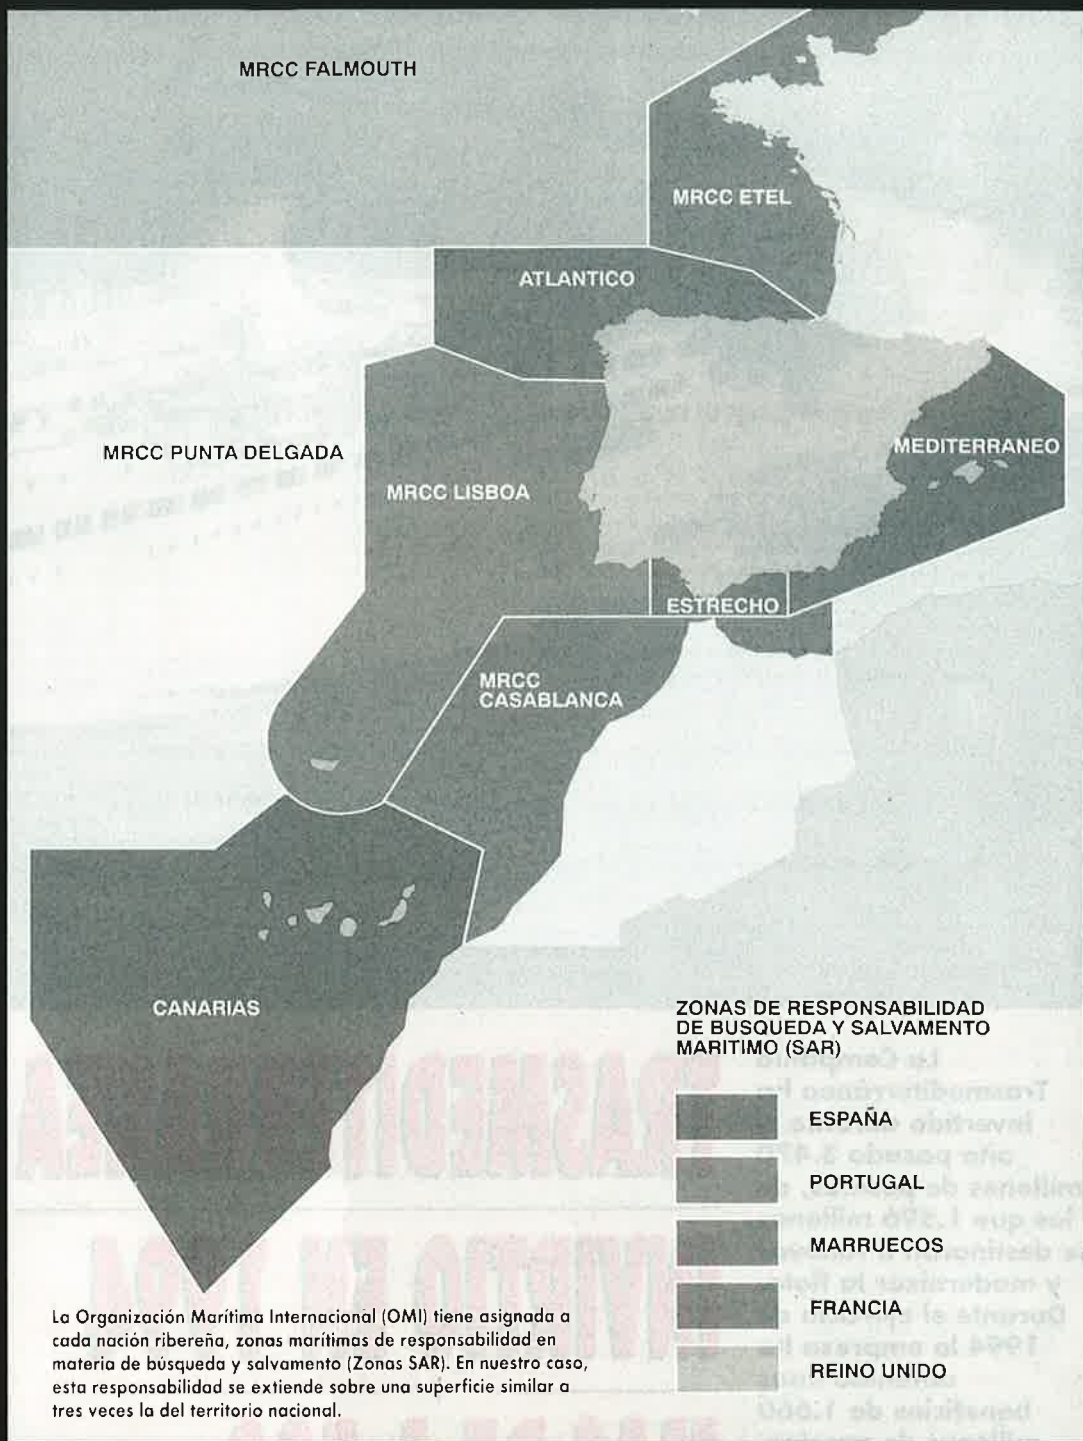 MRCC FALMOUTH
MRCC ETEL
ATLANTICO
MEDITERRANEO
MRCC PUNTA DELGADA
MRCC LISBOA
ESTRECHO
MRCC
CASABLANCA
CANARIAS
ZONAS DE RESPONSABILIDAD
DE BUSQUEDA Y SALVAMENTO
MARITIMO (SAR)
ESPAÑA
PORTUGAL
MARRUECOS
FRANCIA
REINO UNIDO
La Organización Marítima Internacional (OMI) tiene asignada a
cada nación ribereña, zonas marítimas de responsabilidad en
materia de búsqueda y salvamento (Zonas SAR). En nuestro caso,
esta responsabilidad se extiende sobre una superficie similar a
tres veces la del territorio nacional.